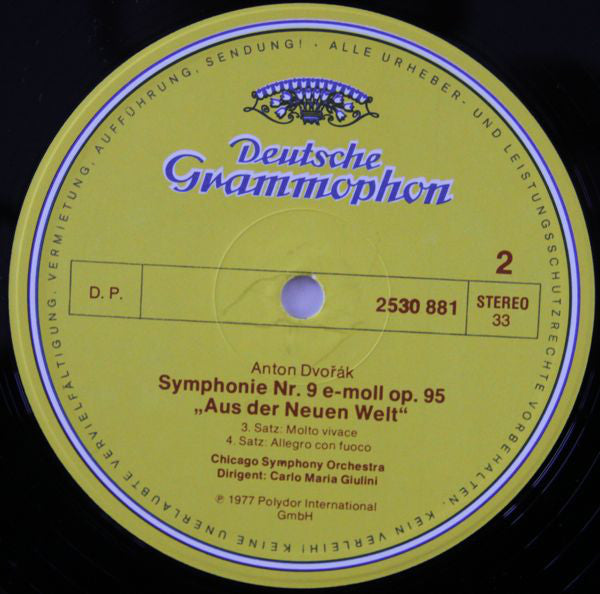 ALLE URHEBER- UND LEISTUNGSSCHUTZRECHTE VORBEHALTEN. KEIN VERLEIH! KEINE UNERLAUBTE VERVIELFÄLTIGUNG, VERMIETUNG, AUFFÜHRUNG, SENDUNG! ·
Deutsche
Grammophon
2
D. P.
2530 881
STEREO
33
Anton Dvořák
Symphonie Nr. 9 e-moll op. 95
„Aus der Neuen Welt“
3. Satz: Molto vivace
4. Satz: Allegro con fuoco
Chicago Symphony Orchestra
Dirigent: Carlo Maria Giulini
℗ 1977 Polydor International
GmbH